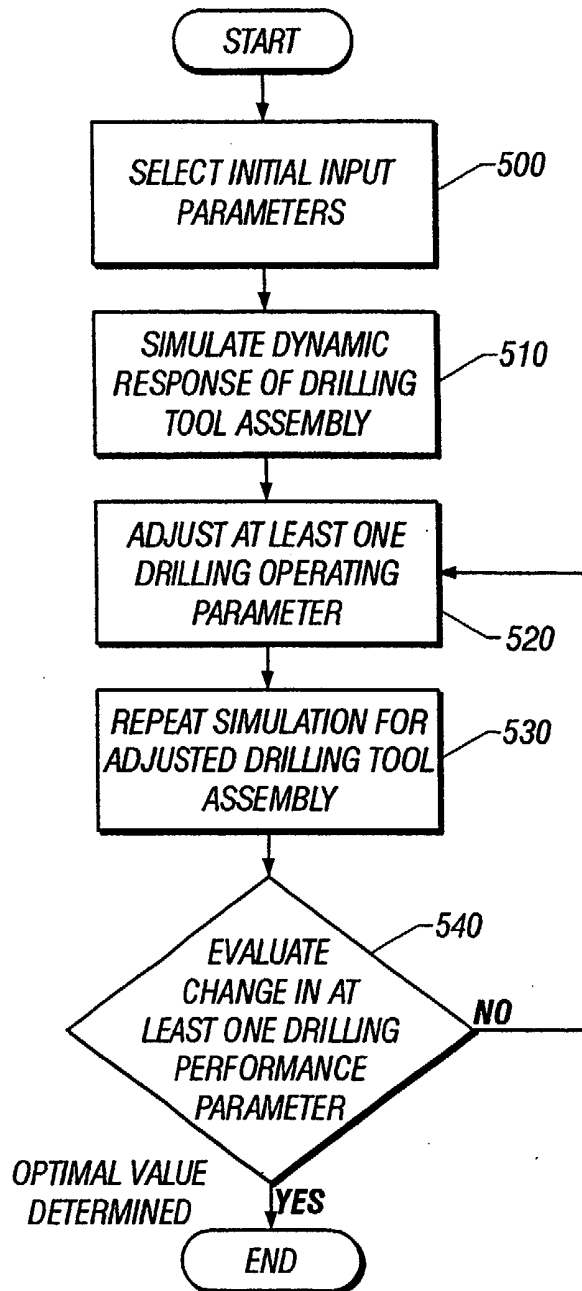 START
SELECT INITIAL INPUT
PARAMETERS
500
SIMULATE DYNAMIC
RESPONSE OF DRILLING
TOOL ASSEMBLY
510
ADJUST AT LEAST ONE
DRILLING OPERATING
PARAMETER
520
REPEAT SIMULATION FOR
ADJUSTED DRILLING TOOL
ASSEMBLY
530
EVALUATE
CHANGE IN AT
LEAST ONE DRILLING
PERFORMANCE
PARAMETER
540
NO
OPTIMAL VALUE
DETERMINED
YES
END